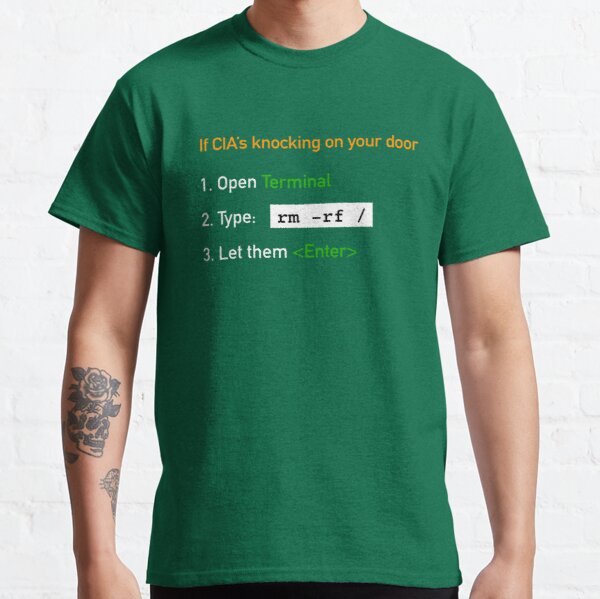 If CIA's knocking on your door
1. Open Terminal
2. Type: rm -rf /
3. Let them <Enter>